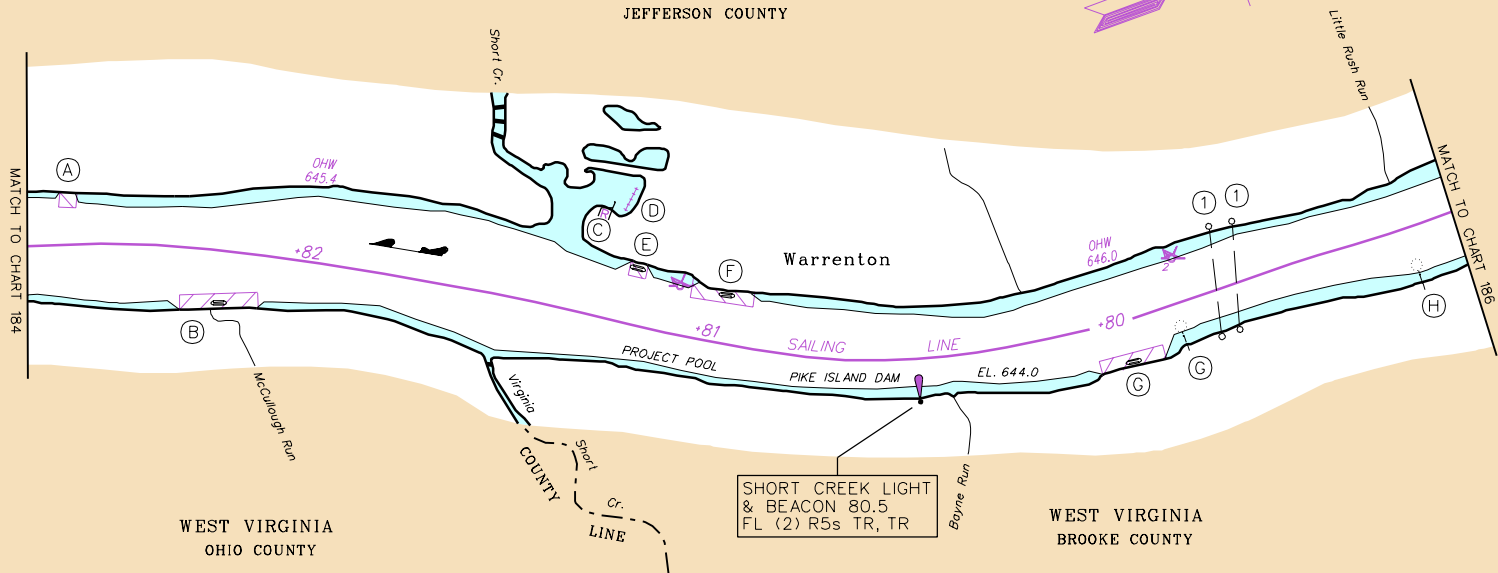 JEFFERSON COUNTY
Short Cr.
Little Rush Run
MATCH TO CHART 184
A
OHW
645.4
+82
B
McCullough Run
R
C
D
E
F
Warrenton
OHW
646.0
2
1
1
MATCH TO CHART 186
+81
SAILING LINE
+80
PROJECT POOL
PIKE ISLAND DAM
EL. 644.0
G
G
H
Virginia
Short
Cr.
COUNTY
LINE
SHORT CREEK LIGHT
& BEACON 80.5
FL (2) R5s TR, TR
Bayne Run
WEST VIRGINIA
OHIO COUNTY
WEST VIRGINIA
BROOKE COUNTY